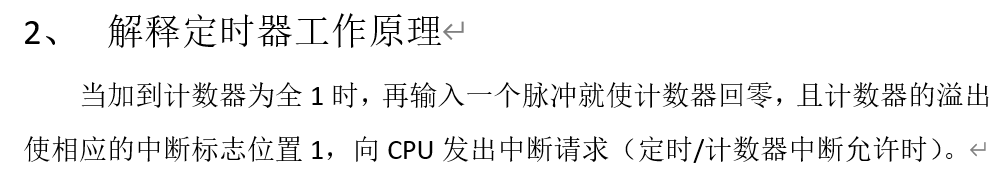 2、 解释定时器工作原理↵
当加到计数器为全 1 时，再输入一个脉冲就使计数器回零，且计数器的溢出
使相应的中断标志位置 1，向 CPU 发出中断请求（定时/计数器中断允许时）。↵